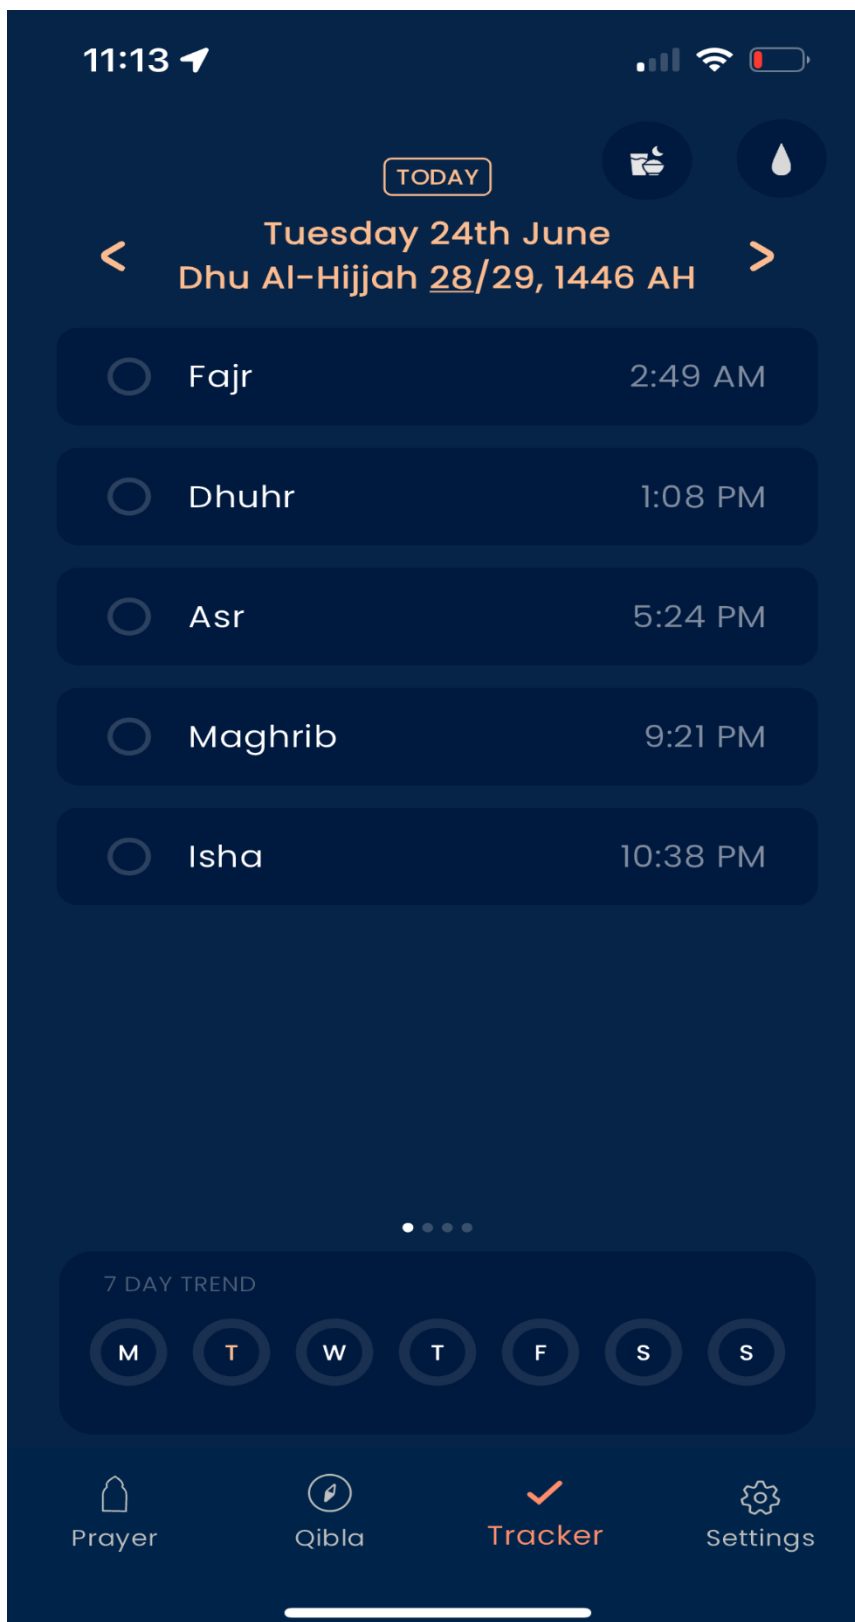 11:13
TODAY
< Tuesday 24th June >
Dhu Al-Hijjah 28/29, 1446 AH
Fajr 2:49 AM
Dhuhr 1:08 PM
Asr 5:24 PM
Maghrib 9:21 PM
Isha 10:38 PM
7 DAY TREND
M T W T F S S
Prayer Qibla Tracker Settings